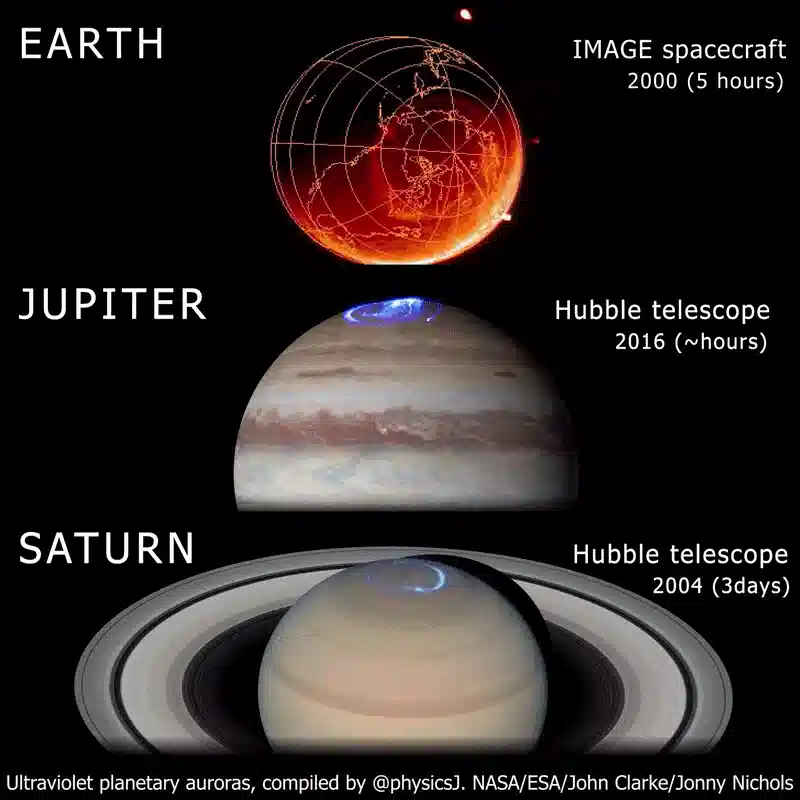 EARTH
IMAGE spacecraft
2000 (5 hours)
JUPITER
Hubble telescope
2016 (~hours)
SATURN
Hubble telescope
2004 (3days)
Ultraviolet planetary auroras, compiled by @physicsJ. NASA/ESA/John Clarke/Jonny Nichols